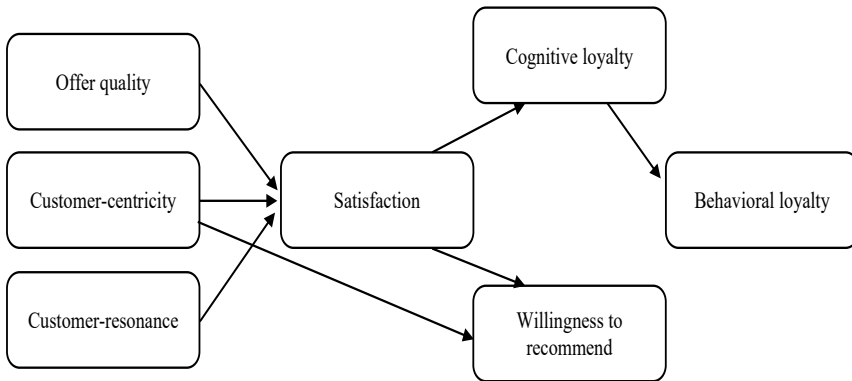 Offer quality
Customer-centricity
Customer-resonance
Satisfaction
Cognitive loyalty
Behavioral loyalty
Willingness to
recommend